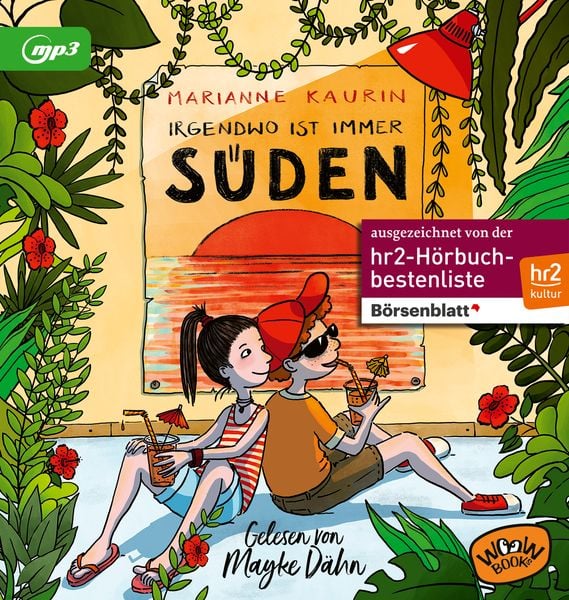 mp3
MARIANNE KAURIN
IRGENDWO IST IMMER
SÜDEN
ausgezeichnet von der
hr2-Hörbuch-
bestenliste
Börsenblatt
hr2
kultur
Gelesen von
Mayke Dähn
WOOW
BOOKS